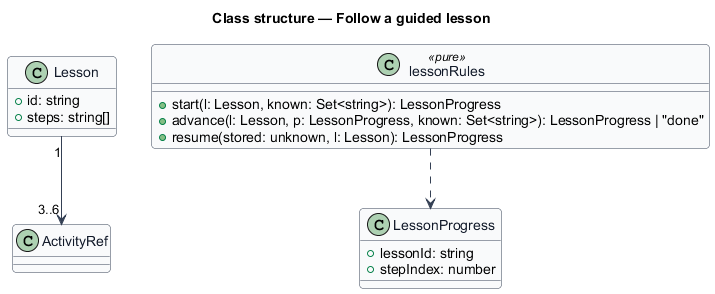 Class structure — Follow a guided lesson
C Lesson
id: string
steps: string[]
«pure»
C lessonRules
start(l: Lesson, known: Set<string>): LessonProgress
advance(l: Lesson, p: LessonProgress, known: Set<string>): LessonProgress | "done"
resume(stored: unknown, l: Lesson): LessonProgress
1
3..6
C ActivityRef
C LessonProgress
lessonId: string
stepIndex: number